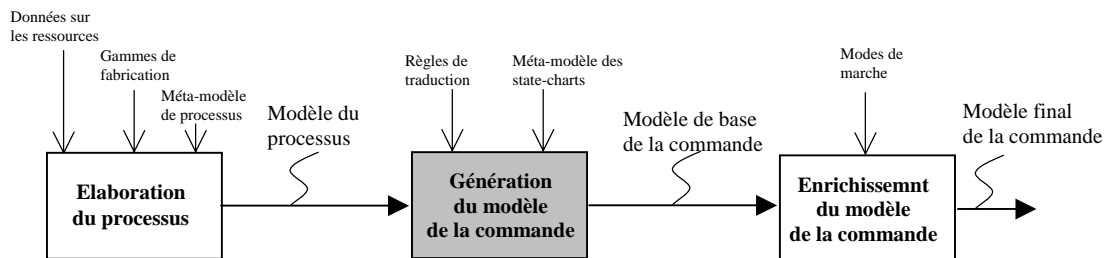 Données sur
les ressources
Gammes de
fabrication
Méta-modèle
de processus
Modèle du
processus
Règles de
traduction
Méta-modèle des
state-charts
Modèle de base
de la commande
Modes de
marche
Modèle final
de la commande
Elaboration
du processus
Génération
du modèle
de la commande
Enrichissemnt
du modèle
de la commande